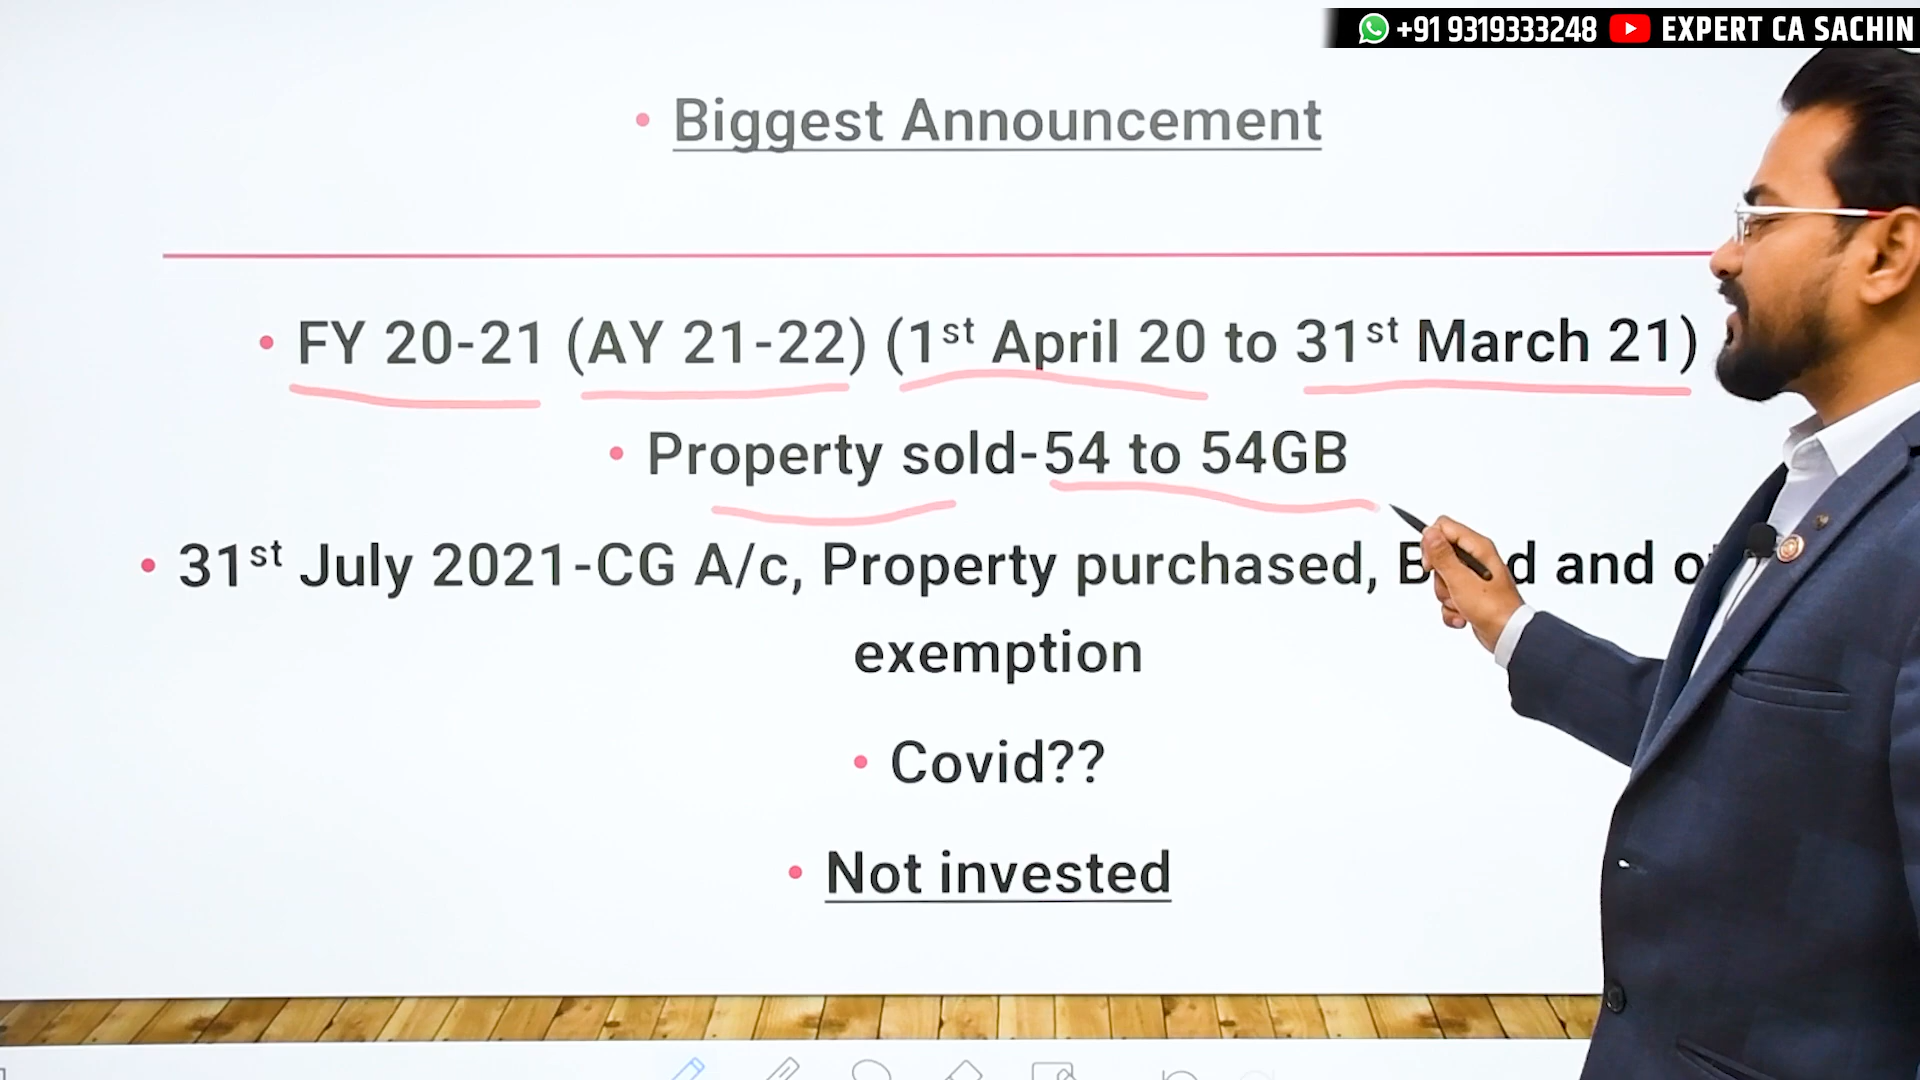 +91 9319333248 EXPERT CA SACHIN
• Biggest Announcement
• FY 20-21 (AY 21-22) (1st April 20 to 31st March 21)
• Property sold-54 to 54GB
• 31st July 2021-CG A/c, Property purchased, and
exemption
• Covid??
• Not invested